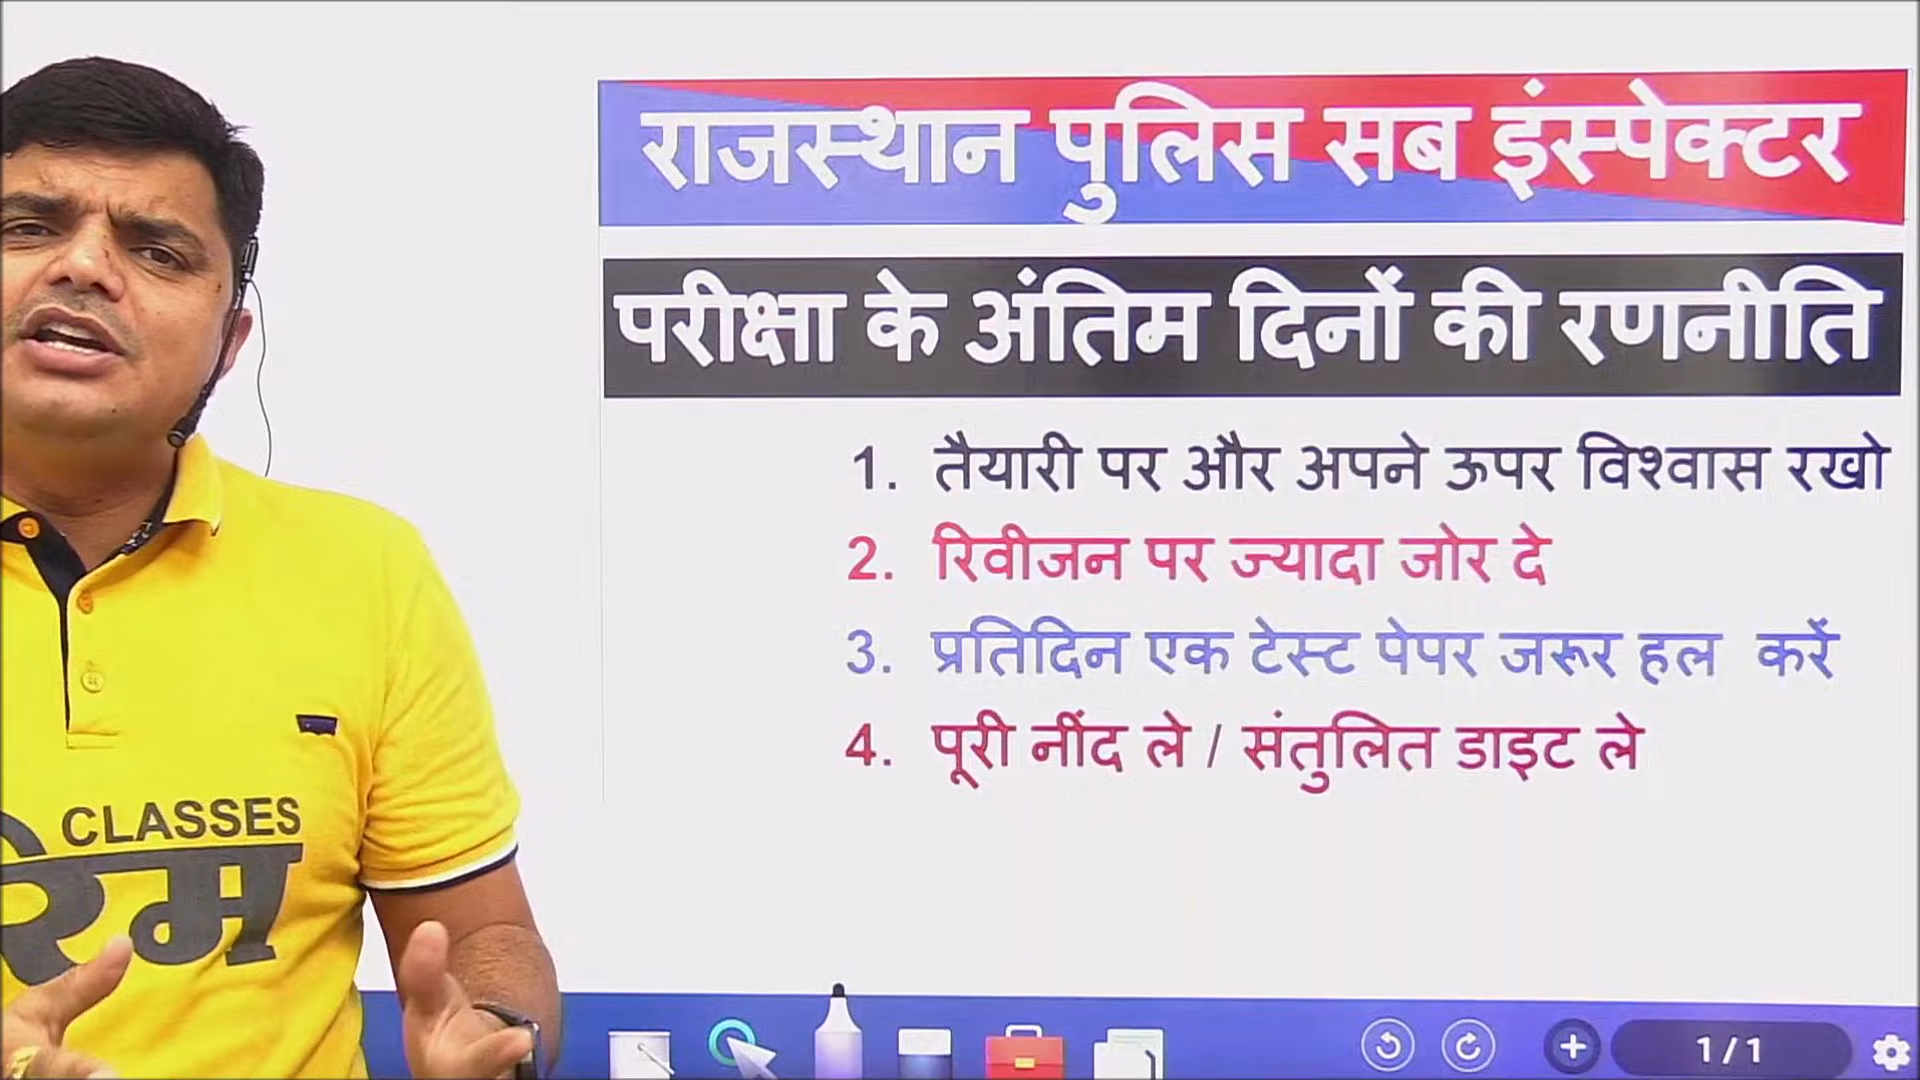 राजस्थान पुलिस सब इंस्पेक्टर
परीक्षा के अंतिम दिनों की रणनीति
1. तैयारी पर और अपने ऊपर विश्वास रखो
2. रिवीजन पर ज्यादा जोर दे
3. प्रतिदिन एक टेस्ट पेपर जरूर हल करें
4. पूरी नींद ले / संतुलित डाइट ले
CLASSES
1/1